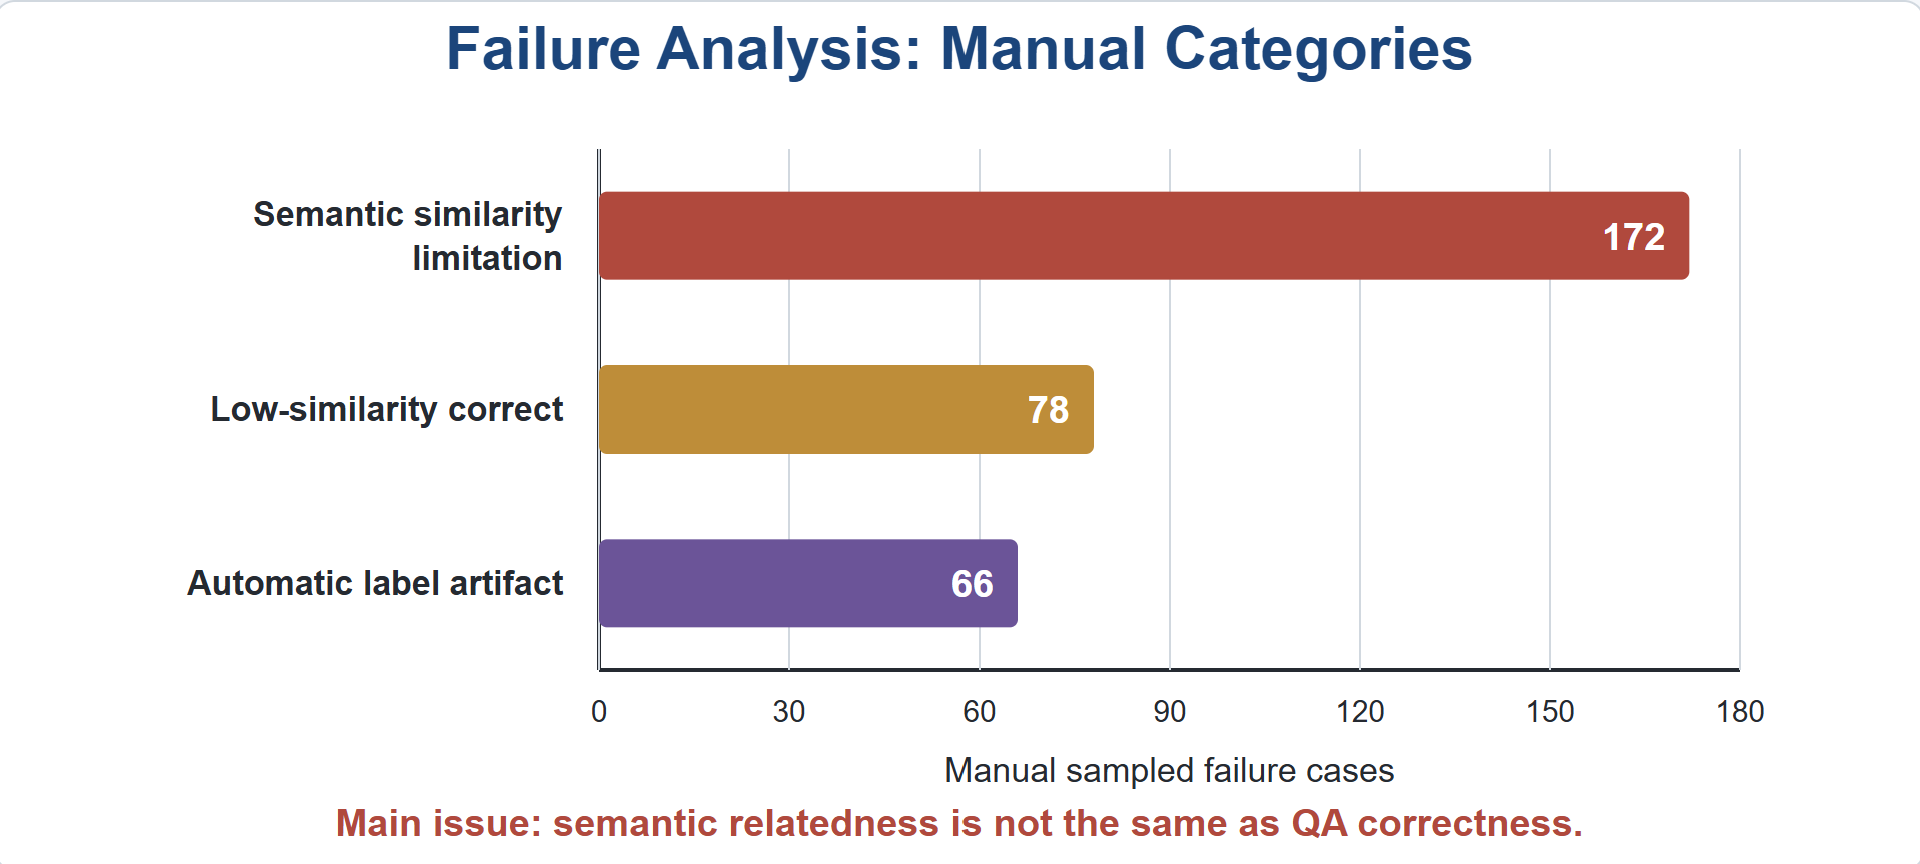 Failure Analysis: Manual Categories
Semantic similarity
limitation
172
Low-similarity correct
78
Automatic label artifact
66
0 30 60 90 120 150 180
Manual sampled failure cases
Main issue: semantic relatedness is not the same as QA correctness.